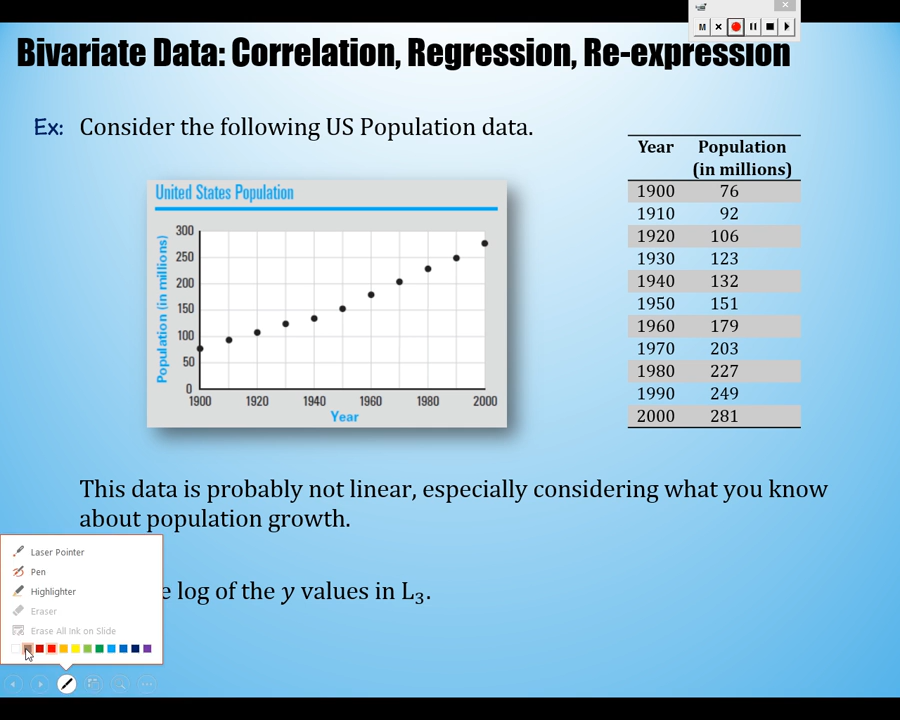 M
Bivariate Data: Correlation, Regression, Re-expression
Ex: Consider the following US Population data.
United States Population
Population (in millions)
300
250
200
150
100
50
0
1900 1920 1940 1960 1980 2000
Year
Year Population
(in millions)
1900 76
1910 92
1920 106
1930 123
1940 132
1950 151
1960 179
1970 203
1980 227
1990 249
2000 281
This data is probably not linear, especially considering what you know
about population growth.
log of the y values in L₃.
Laser Pointer
Pen
Highlighter
Eraser
Erase All Ink on Slide